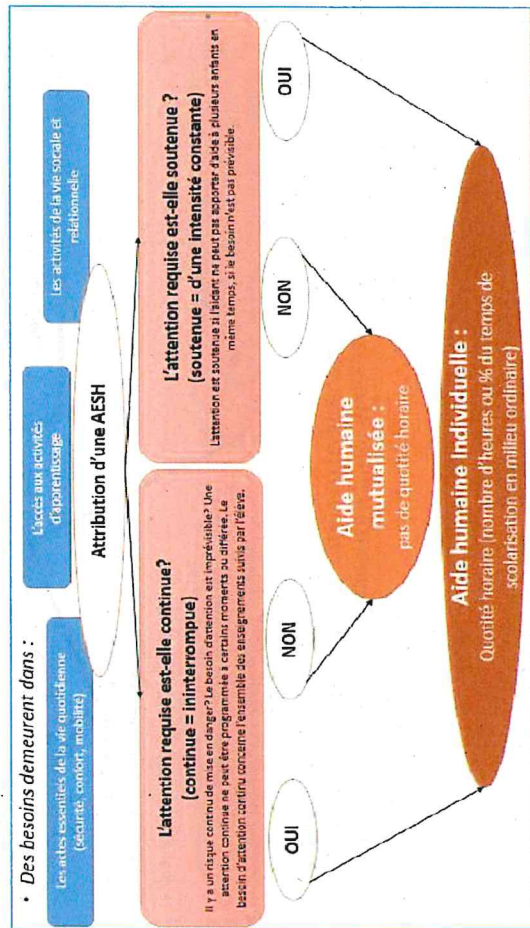 • Des besoins demeurent dans :
Les actes essentiels de la vie quotidienne
(sécurité, confort, mobilité)
L'accès aux activités
d'apprentissage
Les activités de la vie sociale et
relationnelle
Attribution d'une AESH
L'attention requise est-elle continue?
(continue = ininterrompue)
Il y a un risque continu de mise en danger? Le besoin d'attention est imprévisible? Une
attention continue ne peut être programmée à certains moments ou différée. Le
besoin d'attention continu concerne l'ensemble des enseignements suivis par l'élève.
L'attention requise est-elle soutenue ?
(soutenue = d'une intensité constante)
L'attention est soutenue si l'aidant ne peut pas apporter d'aide à plusieurs enfants en
même temps, si le besoin n'est pas prévisible.
OUI
NON
NON
OUI
Aide humaine
mutualisée :
pas de quotité horaire
Aide humaine Individuelle :
Quotité horaire (nombre d'heures ou % du temps de
scolarisation en milieu ordinaire)